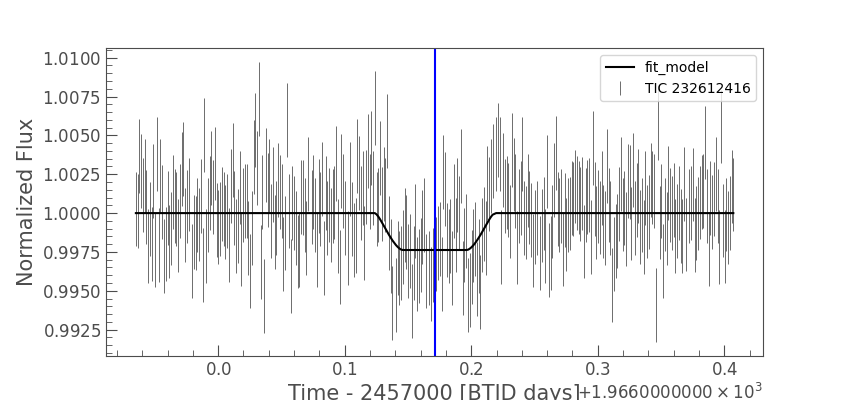 1.0100
1.0075
1.0050
1.0025
1.0000
0.9975
0.9950
0.9925
Normalized Flux
fit_model
TIC 232612416
0.0 0.1 0.2 0.3 0.4
Time - 2457000 [BTJD days]
+1.9660000000 × 10³